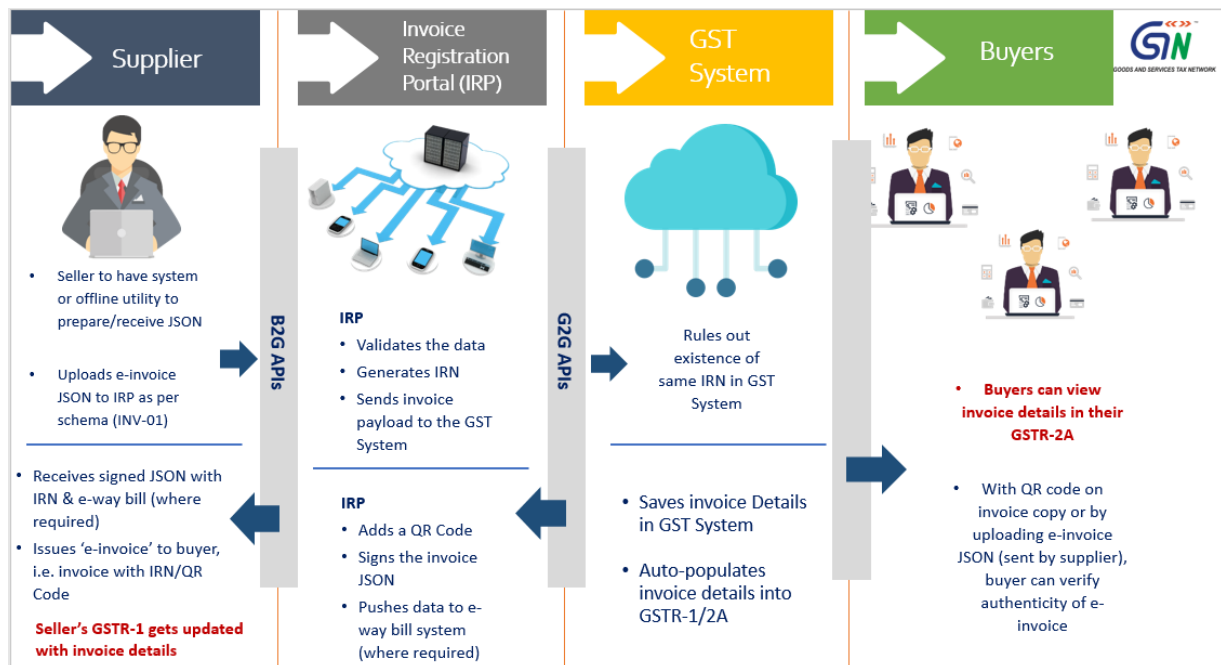 Supplier
Invoice
Registration
Portal (IRP)
GST
System
Buyers
GSTN
GOODS AND SERVICES TAX NETWORK
• Seller to have system
or offline utility to
prepare/receive JSON
• Uploads e-invoice
JSON to IRP as per
schema (INV-01)
• Receives signed JSON with
IRN & e-way bill (where
required)
• Issues ‘e-invoice’ to buyer,
i.e. invoice with IRN/QR
Code
Seller’s GSTR-1 gets updated
with invoice details
B2G APIs
IRP
• Validates the data
• Generates IRN
• Sends invoice
payload to the GST
System
IRP
• Adds a QR Code
• Signs the invoice
JSON
• Pushes data to e-
way bill system
(where required)
G2G APIs
Rules out
existence of
same IRN in GST
System
• Saves invoice Details
in GST System
• Auto-populates
invoice details into
GSTR-1/2A
• Buyers can view
invoice details in their
GSTR-2A
• With QR code on
invoice copy or by
uploading e-invoice
JSON (sent by supplier),
buyer can verify
authenticity of e-
invoice